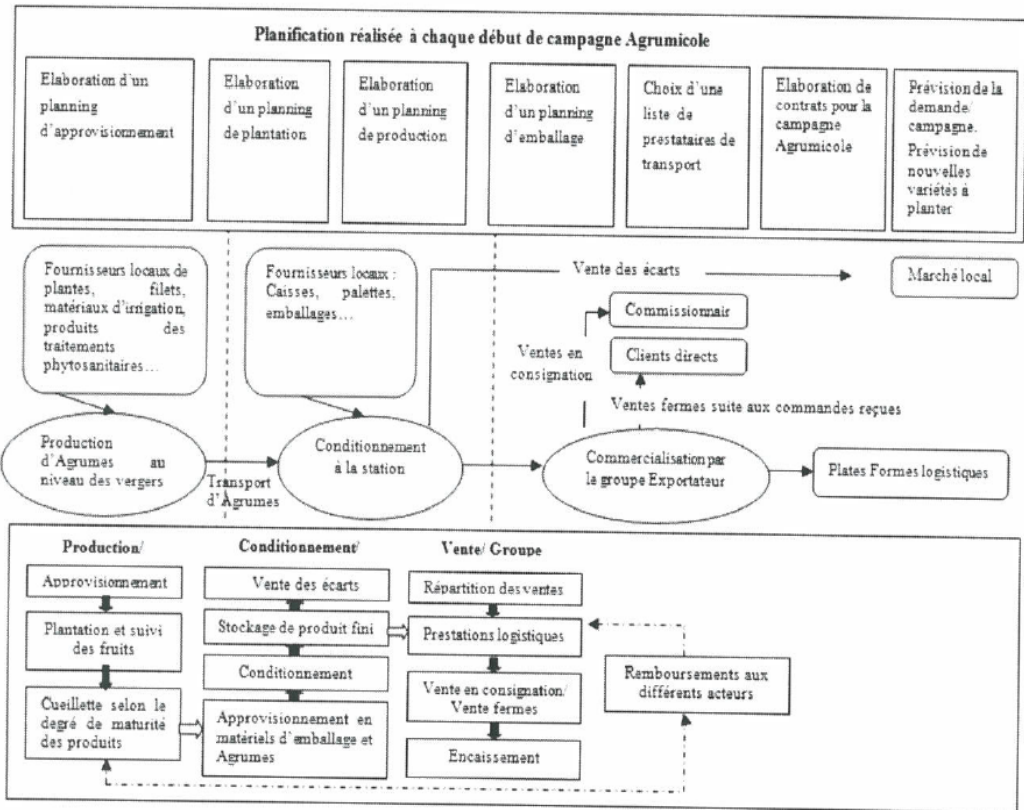 Planification réalisée à chaque début de campagne Agrumicole
Elaboration d'un
planning
d'approvisionnement
Elaboration
d'un planning
de plantation
Elaboration
d'un planning
de production
Elaboration
d'un planning
d'emballage
Choix d'une
liste de
prestataires de
transport
Elaboration de
contrats pour la
campagne
Agrumicole
Prévision de la
demande/
campagne.
Prévision de
nouvelles
variétés à
planter
Fournisseurs locaux de
plantes, filets,
matériaux d'irrigation,
produits des
traitements
phytosanitaires…
Fournisseurs locaux :
Caisses, palettes,
emballages…
Vente des écarts
Marché local
Commissionnair
Ventes en
consignation
Clients directs
Ventes fermes suite aux commandes reçues
Production
d'Agrumes au
niveau des vergers
Transport
d'Agrumes
Conditionnement
à la station
Commercialisation par
le groupe Exportateur
Plates Formes logistiques
Production/
Approvisionnement
Plantation et suivi
des fruits
Cueillette selon le
degré de maturité
des produits
Conditionnement/
Vente des écarts
Stockage de produit fini
Conditionnement
Approvisionnement en
matériels d'emballage et
Agrumes
Vente/ Groupe
Répartition des ventes
Prestations logistiques
Vente en consignation/
Vente fermes
Encaissement
Remboursements aux
différents acteurs